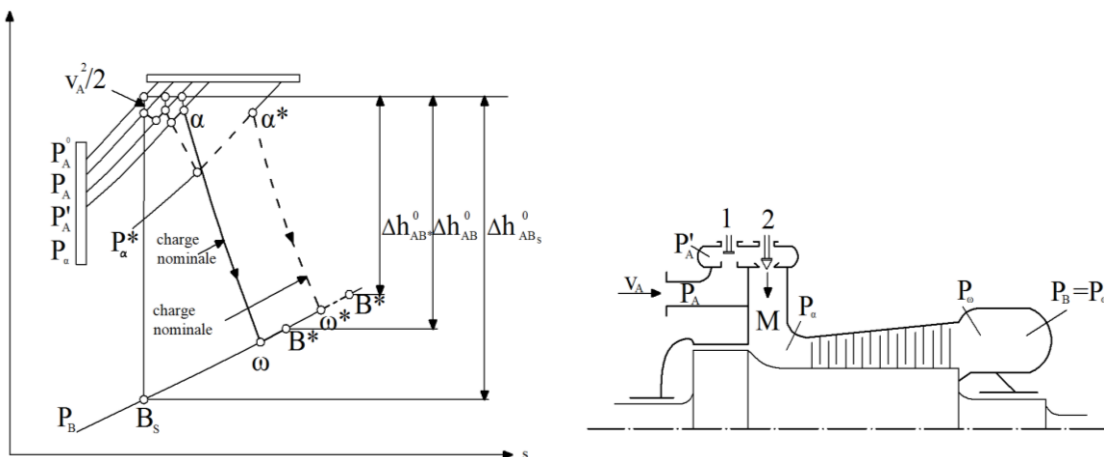 v_A²/2
α
α*
P_A⁰
P_A
P'_A
P_α
P_α*
charge
nominale
charge
nominale
Δh⁰_AB*
Δh⁰_AB
Δh⁰_ABs
B*
ω*
B*
ω
P_B
B_s
s
1
2
P'_A
v_A
P_A
M
P_α
P_ω
P_B=P_c